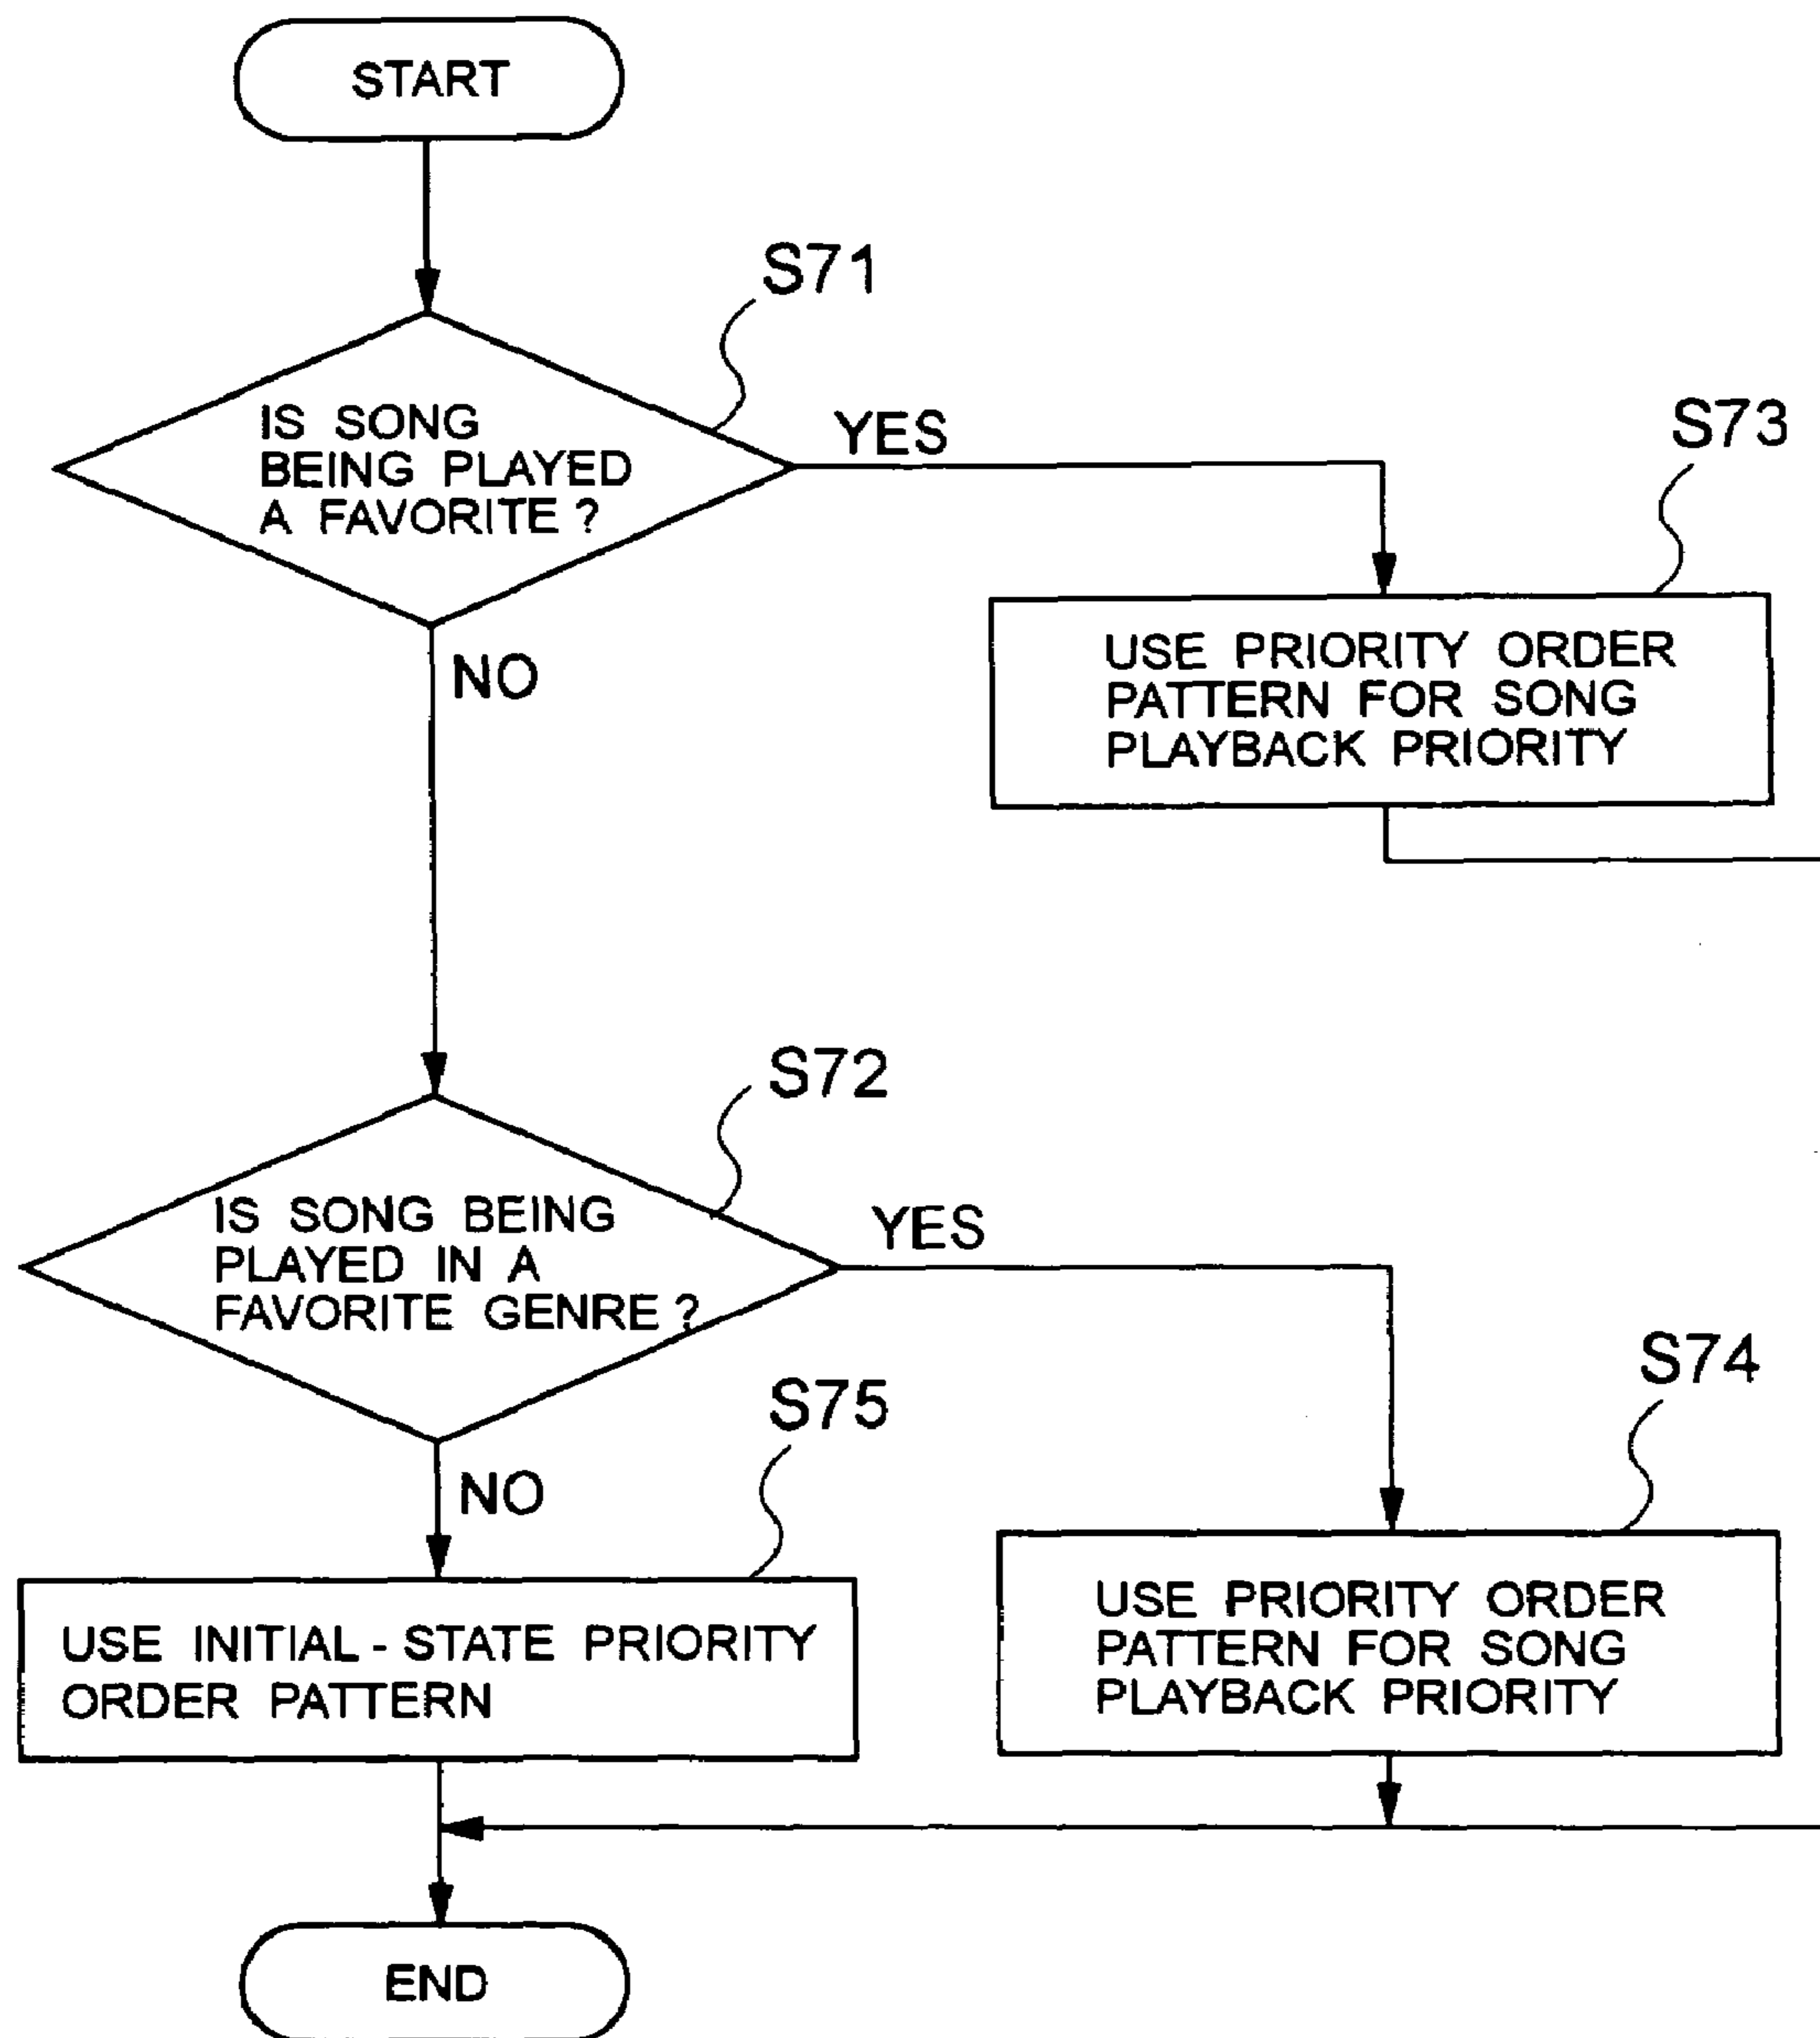 START
S71
IS SONG
BEING PLAYED
A FAVORITE ?
YES
S73
USE PRIORITY ORDER
PATTERN FOR SONG
PLAYBACK PRIORITY
NO
S72
IS SONG BEING
PLAYED IN A
FAVORITE GENRE ?
YES
S74
USE PRIORITY ORDER
PATTERN FOR SONG
PLAYBACK PRIORITY
NO
S75
USE INITIAL - STATE PRIORITY
ORDER PATTERN
END